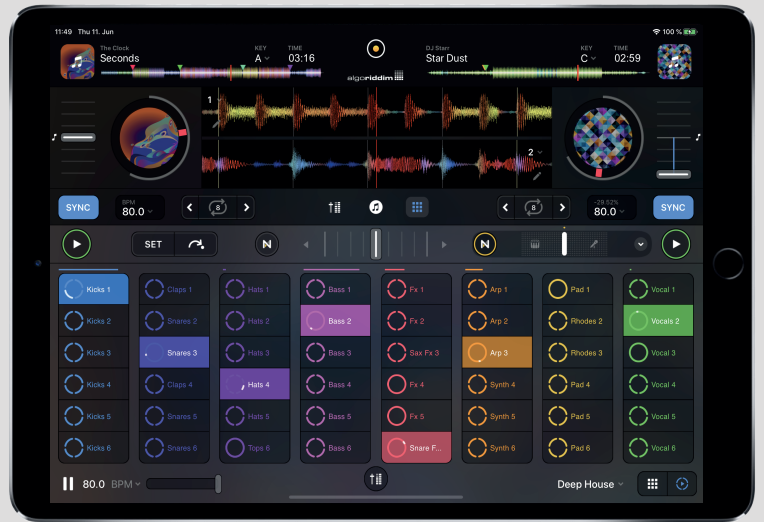 11:49 Thu 11. Jun
100 %
The Clock
Seconds
KEY
A
TIME
03:16
algoriddim
DJ Starr
Star Dust
KEY
C
TIME
02:59
1
2
SYNC
BPM
80.0
8
8
-29.52%
80.0
SYNC
SET
Kicks 1
Claps 1
Hats 1
Bass 1
Fx 1
Arp 1
Pad 1
Vocal 1
Kicks 2
Snares 2
Hats 2
Bass 2
Fx 2
Arp 2
Rhodes 2
Vocals 2
Kicks 3
Snares 3
Hats 3
Bass 3
Sax Fx 3
Arp 3
Rhodes 3
Vocal 3
Kicks 4
Claps 4
Hats 4
Bass 4
Fx 4
Synth 4
Pad 4
Vocal 4
Kicks 5
Snares 5
Hats 5
Bass 5
Fx 5
Synth 5
Pad 5
Vocal 5
Kicks 6
Snares 6
Tops 6
Bass 6
Snare F...
Synth 6
Pad 6
Vocal 6
80.0 BPM
Deep House